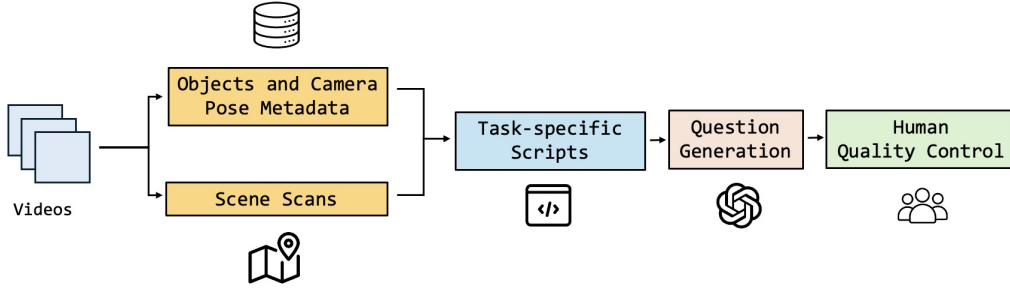 Videos
Objects and Camera
Pose Metadata
Scene Scans
Task-specific
Scripts
</>
Question
Generation
Human
Quality Control